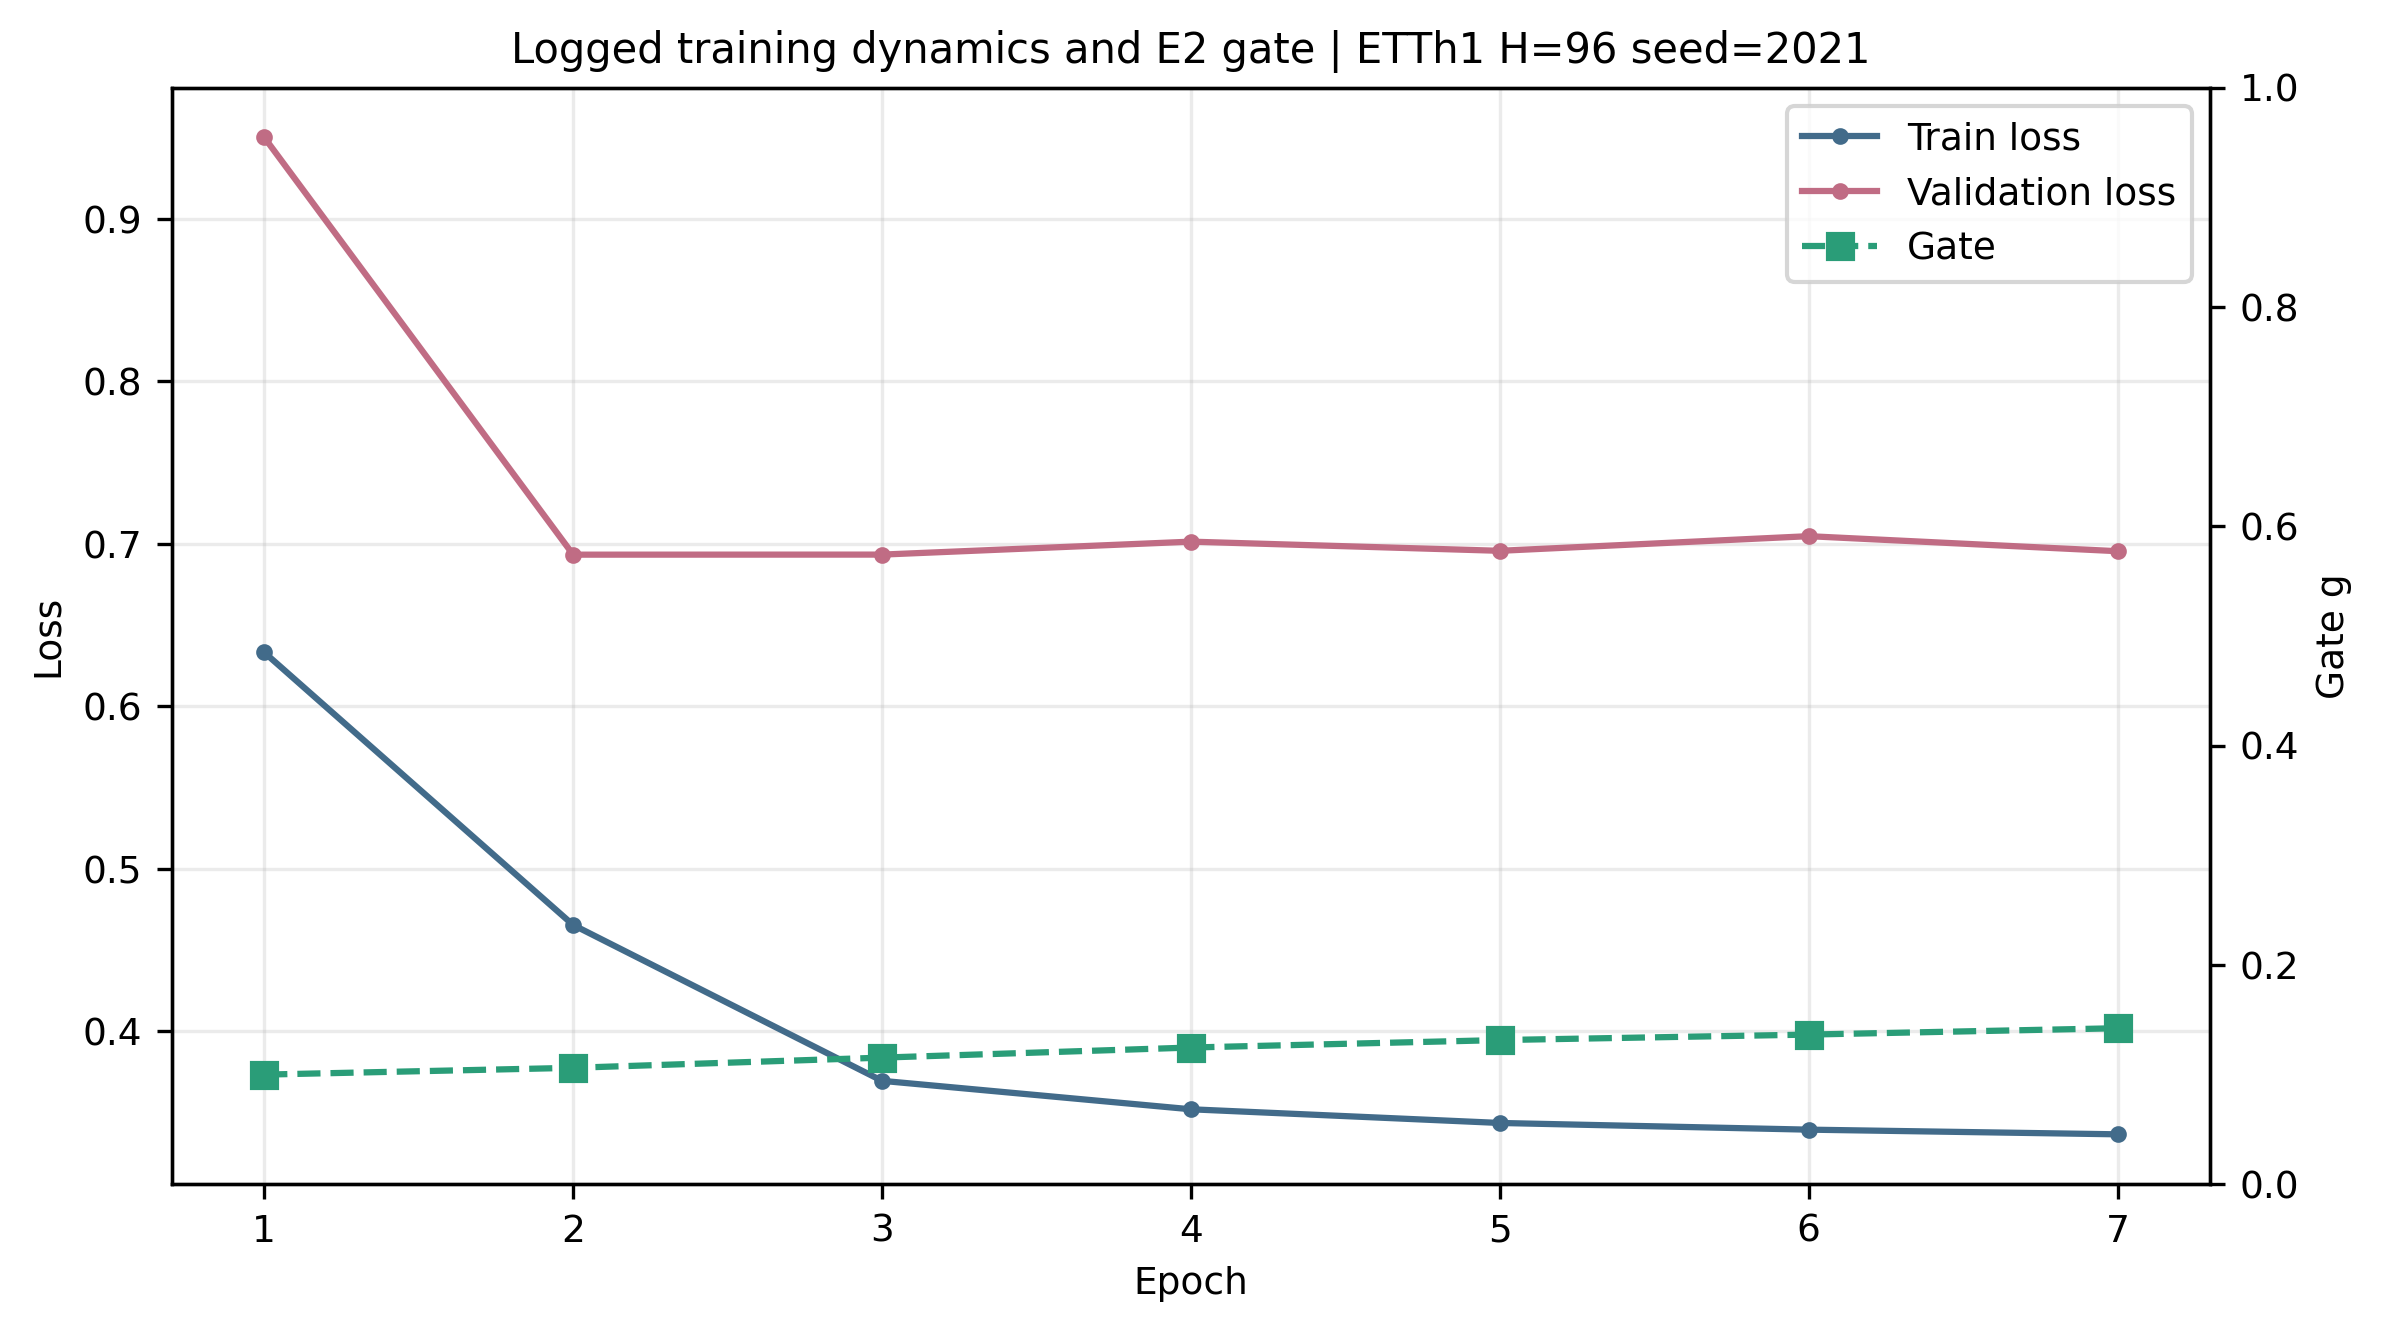 Logged training dynamics and E2 gate | ETTh1 H=96 seed=2021
Train loss
Validation loss
Gate
Loss
0.9
0.8
0.7
0.6
0.5
0.4
1.0
0.8
0.6
0.4
0.2
0.0
Gate g
1 2 3 4 5 6 7
Epoch